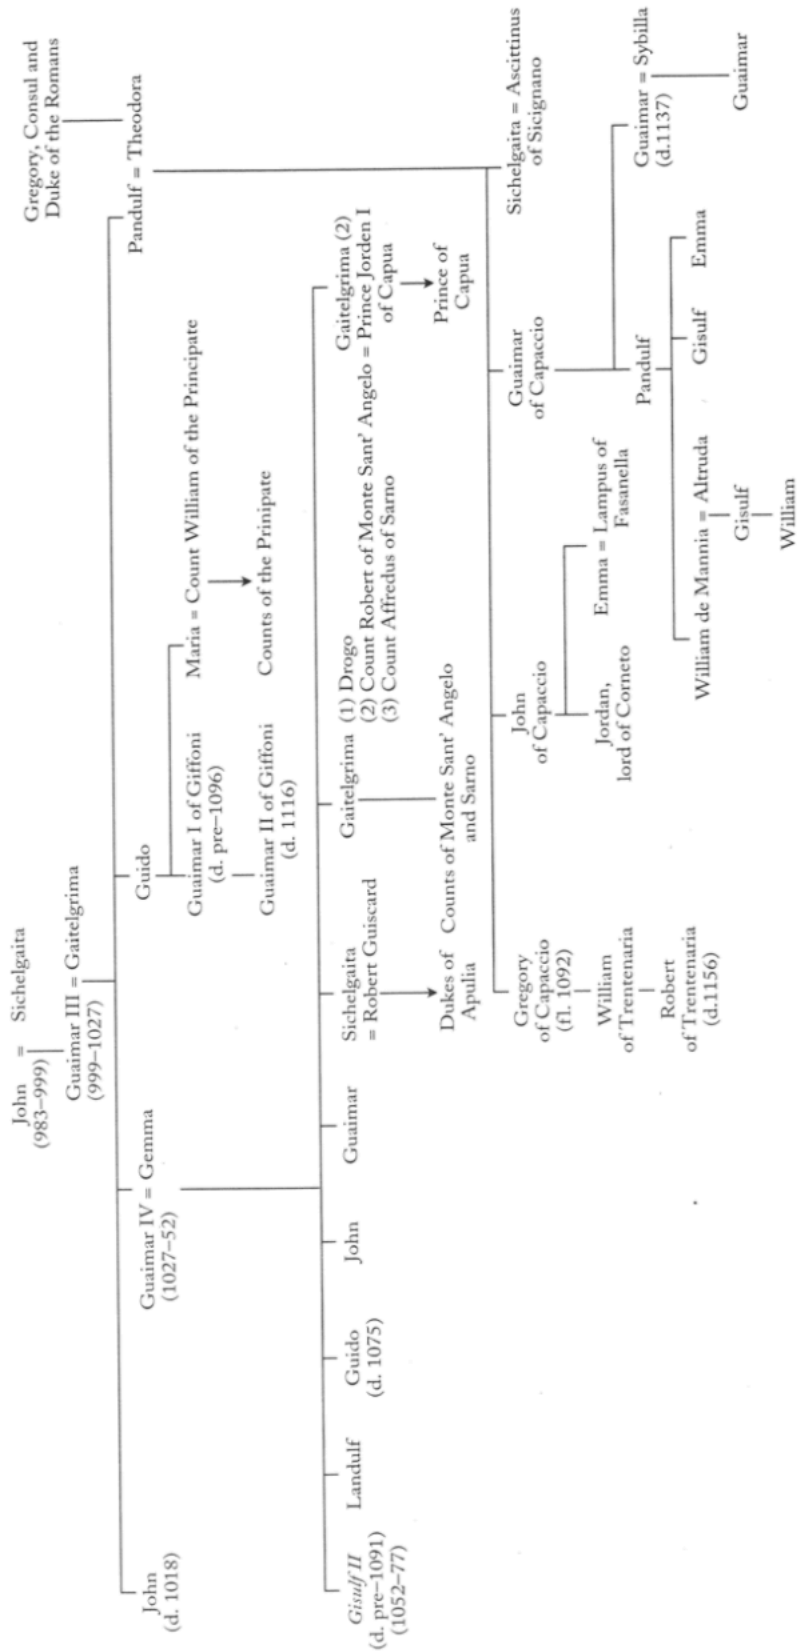 John = Sichelgaita
(983–999)
Guaimar III = Gaitelgrima
(999–1027)
Gregory, Consul and
Duke of the Romans
John
(d. 1018)
Guaimar IV = Gemma
(1027–52)
Guido
Pandulf = Theodora
Guaimar I of Giffoni
(d. pre–1096)
Maria = Count William of the Principate
Guaimar II of Giffoni
(d. 1116)
Counts of the Prinipate
Gisulf II
(d. pre–1091)
(1052–77)
Landulf
Guido
(d. 1075)
John
Guaimar
Sichelgaita
= Robert Guiscard
Gaitelgrima
(1) Drogo
(2) Count Robert of Monte Sant' Angelo
(3) Count Affredus of Sarno
Gaitelgrima (2)
= Prince Jorden I
of Capua
Dukes of
Apulia
Counts of Monte Sant' Angelo
and Sarno
Prince of
Capua
Gregory
of Capaccio
(fl. 1092)
John
of Capaccio
Guaimar
of Capaccio
Sichelgaita = Ascittinus
of Sicignano
William
of Trentenaria
Jordan,
lord of Corneto
Emma = Lampus of
Fasanella
Pandulf
Guaimar = Sybilla
(d.1137)
Robert
of Trentenaria
(d.1156)
William de Mannia = Altruda
Gisulf
Emma
Guaimar
Gisulf
William